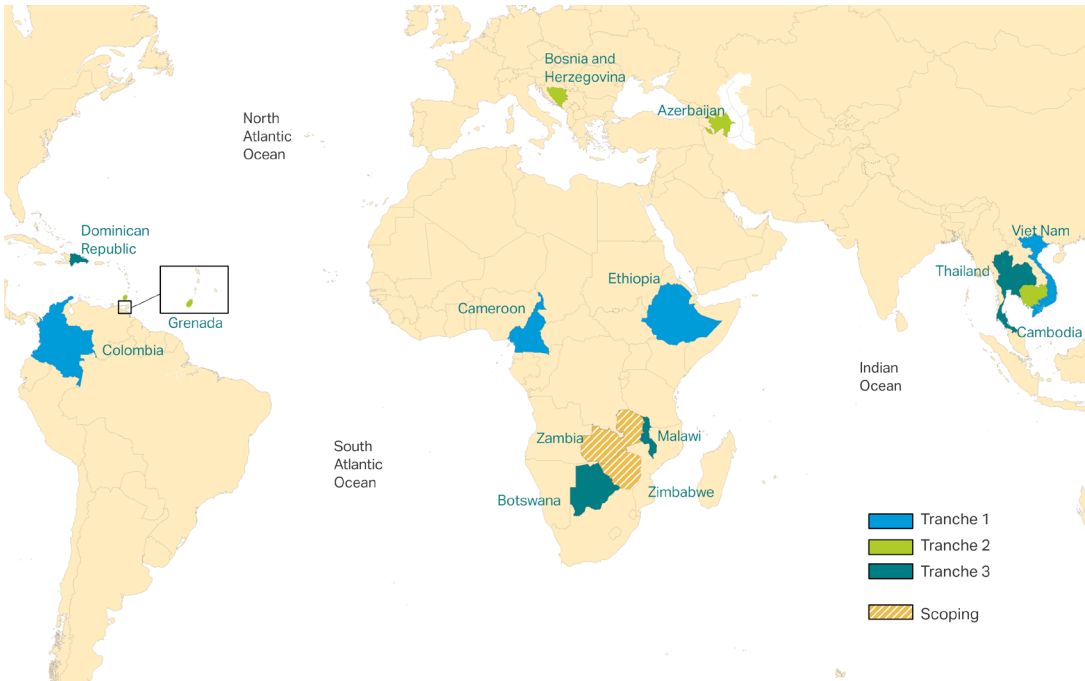 Bosnia and
Herzegovina
Azerbaijan
North
Atlantic
Ocean
Dominican
Republic
Viet Nam
Thailand
Ethiopia
Cameroon
Grenada
Cambodia
Colombia
Indian
Ocean
Zambia
Malawi
South
Atlantic
Ocean
Zimbabwe
Botswana
Tranche 1
Tranche 2
Tranche 3
Scoping